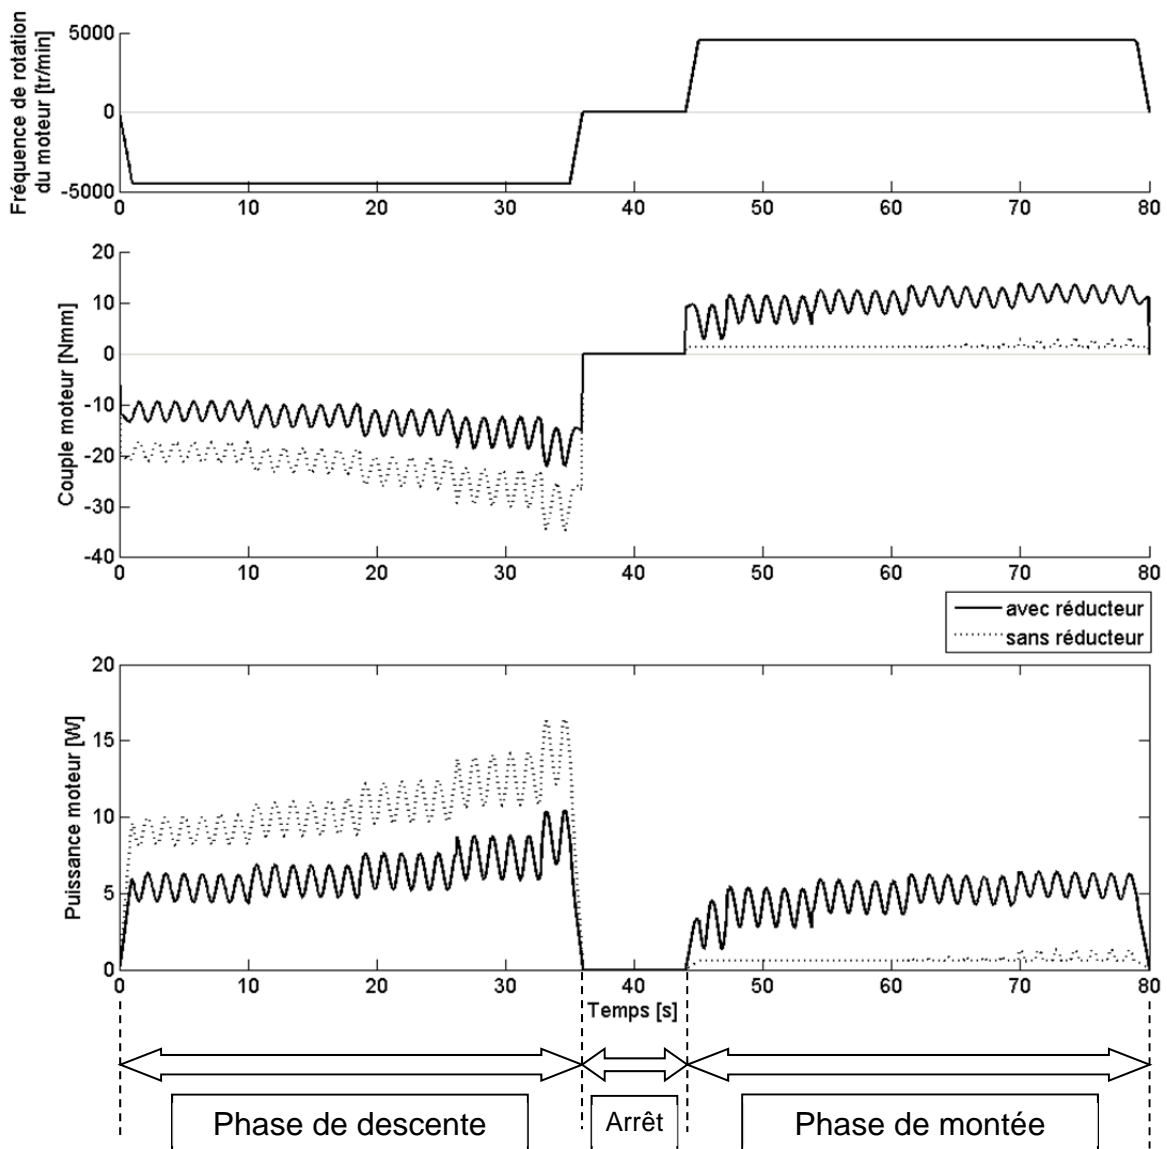 Fréquence de rotation
du moteur [tr/min]
5000
0
-5000
0 10 20 30 40 50 60 70 80
Couple moteur [Nmm]
20
10
0
-10
-20
-30
-40
0 10 20 30 40 50 60 70 80
avec réducteur
sans réducteur
Puissance moteur [W]
20
15
10
5
0
0 10 20 30 40 50 60 70 80
Temps [s]
Phase de descente
Arrêt
Phase de montée